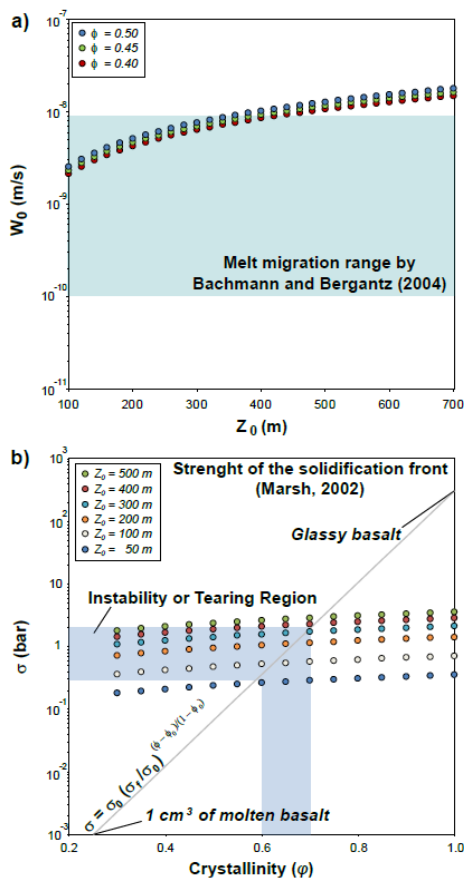 a)
ϕ = 0.50
ϕ = 0.45
ϕ = 0.40
10⁻⁷
10⁻⁸
10⁻⁹
10⁻¹⁰
10⁻¹¹
W₀ (m/s)
Melt migration range by
Bachmann and Bergantz (2004)
100 200 300 400 500 600 700
Z₀ (m)
b)
Z₀ = 500 m
Z₀ = 400 m
Z₀ = 300 m
Z₀ = 200 m
Z₀ = 100 m
Z₀ = 50 m
10³
10²
10¹
1
10⁻¹
10⁻²
10⁻³
σ (bar)
Strenght of the solidification front
(Marsh, 2002)
Glassy basalt
Instability or Tearing Region
σ = σ₀ (σ₁/σ₀)^(ϕ-ϕ₀)/(1-ϕ₀)
1 cm³ of molten basalt
0.2 0.4 0.6 0.8 1.0
Crystallinity (φ)